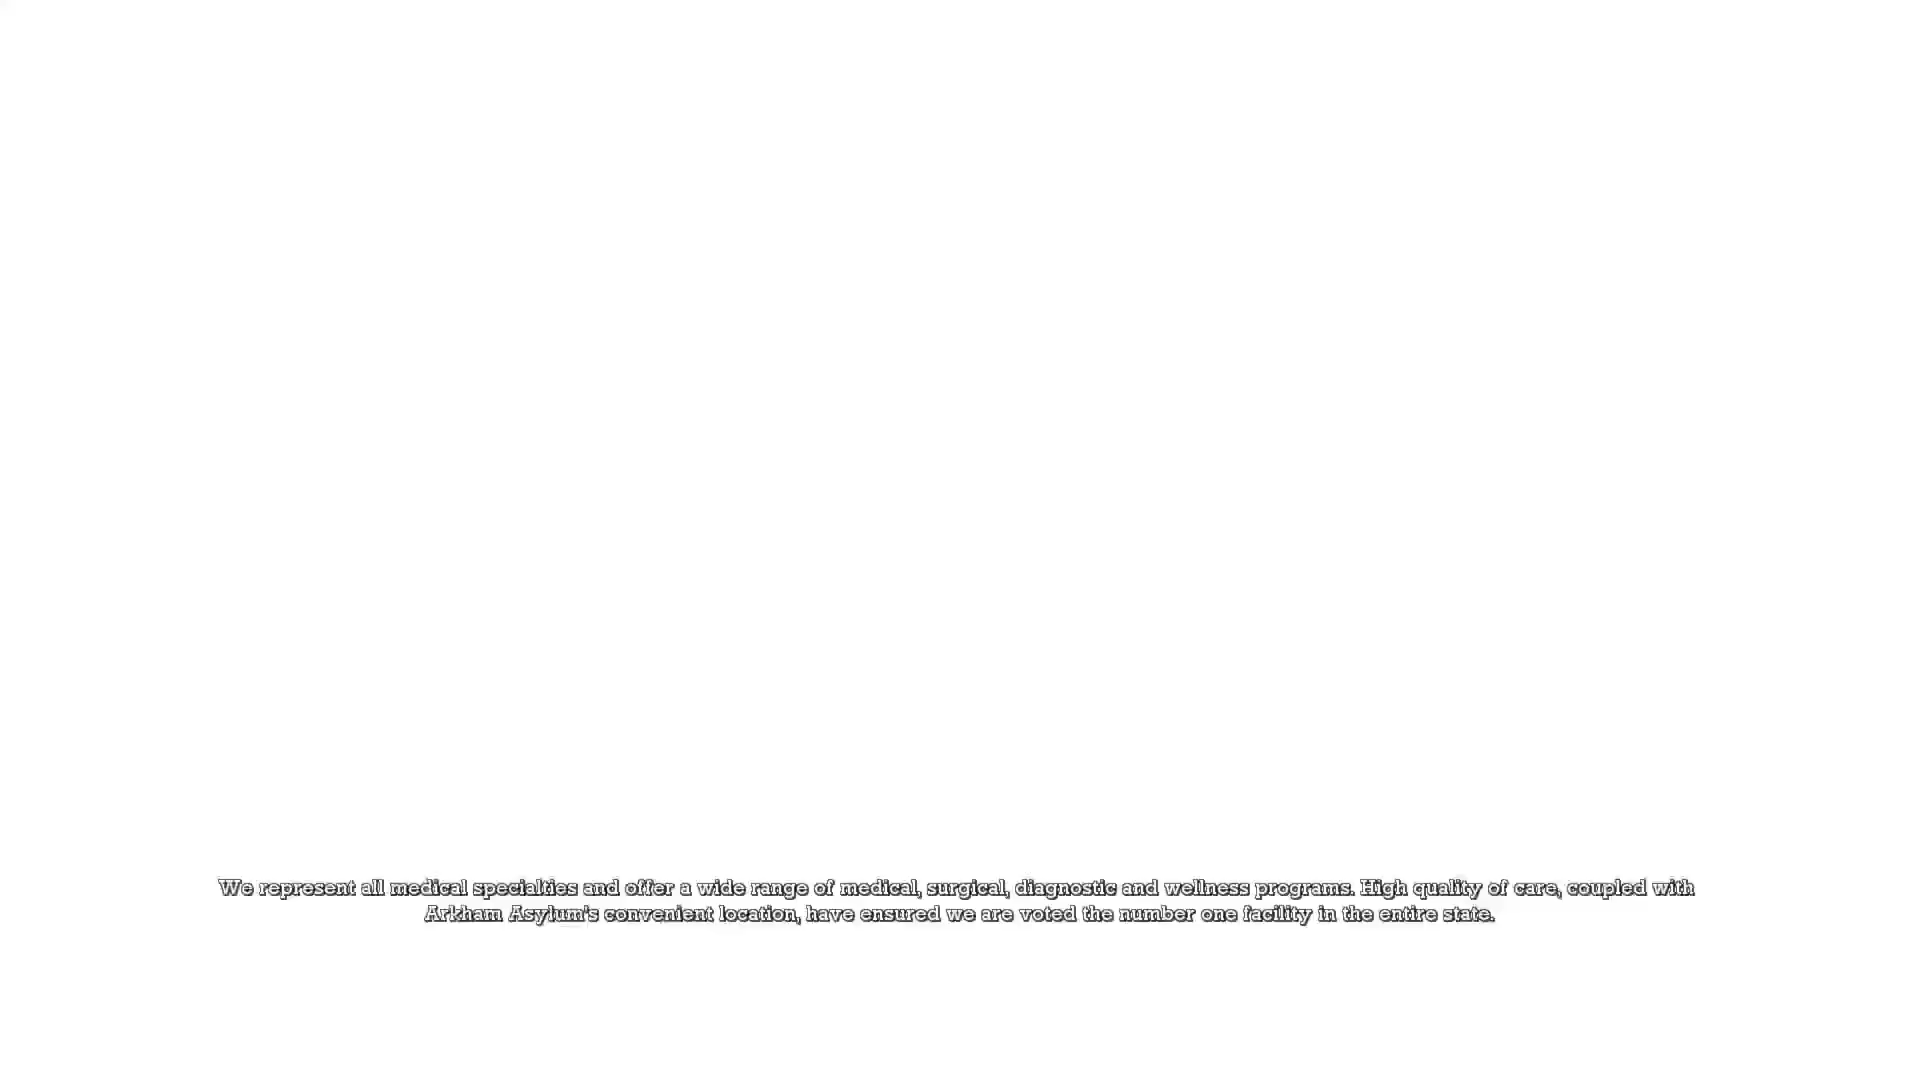 We represent all medical specialties and offer a wide range of medical, surgical, diagnostic and wellness programs. High quality of care, coupled with
Arkham Asylum's convenient location, have ensured we are voted the number one facility in the entire state.